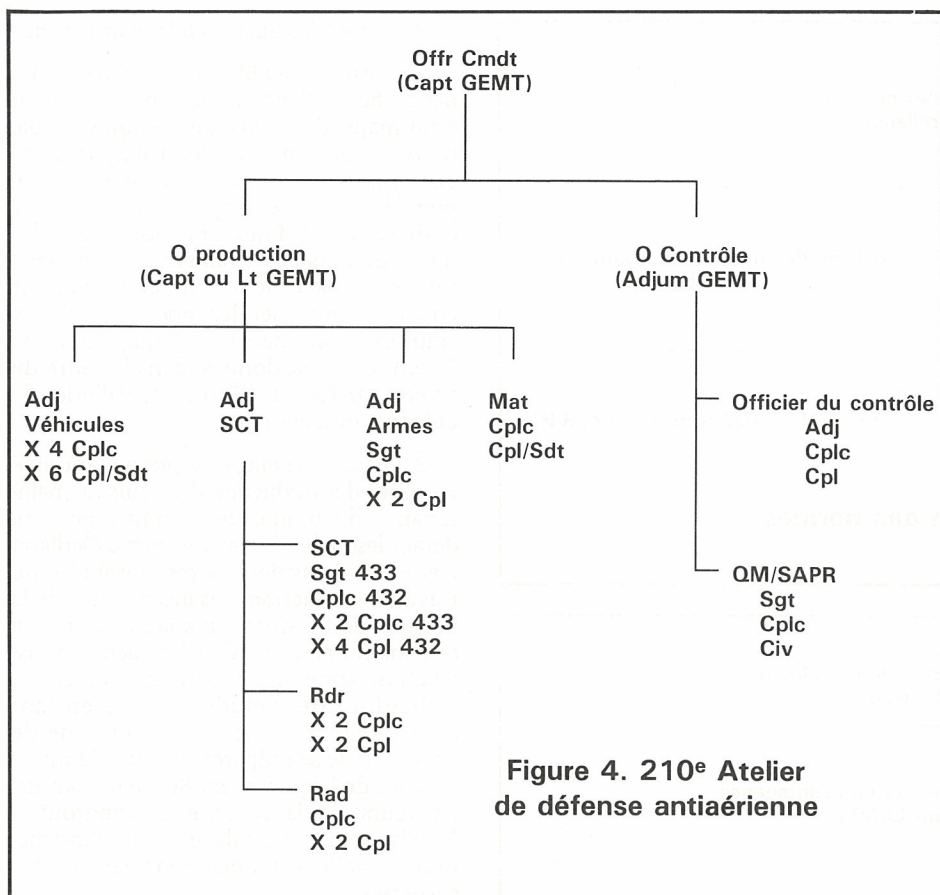 Offr Cmdt
(Capt GEMT)
O production
(Capt ou Lt GEMT)
O Contrôle
(Adjum GEMT)
Adj
Véhicules
X 4 Cplc
X 6 Cpl/Sdt
Adj
SCT
Adj
Armes
Sgt
Cplc
X 2 Cpl
Mat
Cplc
Cpl/Sdt
Officier du contrôle
Adj
Cplc
Cpl
SCT
Sgt 433
Cplc 432
X 2 Cplc 433
X 4 Cpl 432
QM/SAPR
Sgt
Cplc
Civ
Rdr
X 2 Cplc
X 2 Cpl
Rad
Cplc
X 2 Cpl
Figure 4. 210e Atelier
de défense antiaérienne